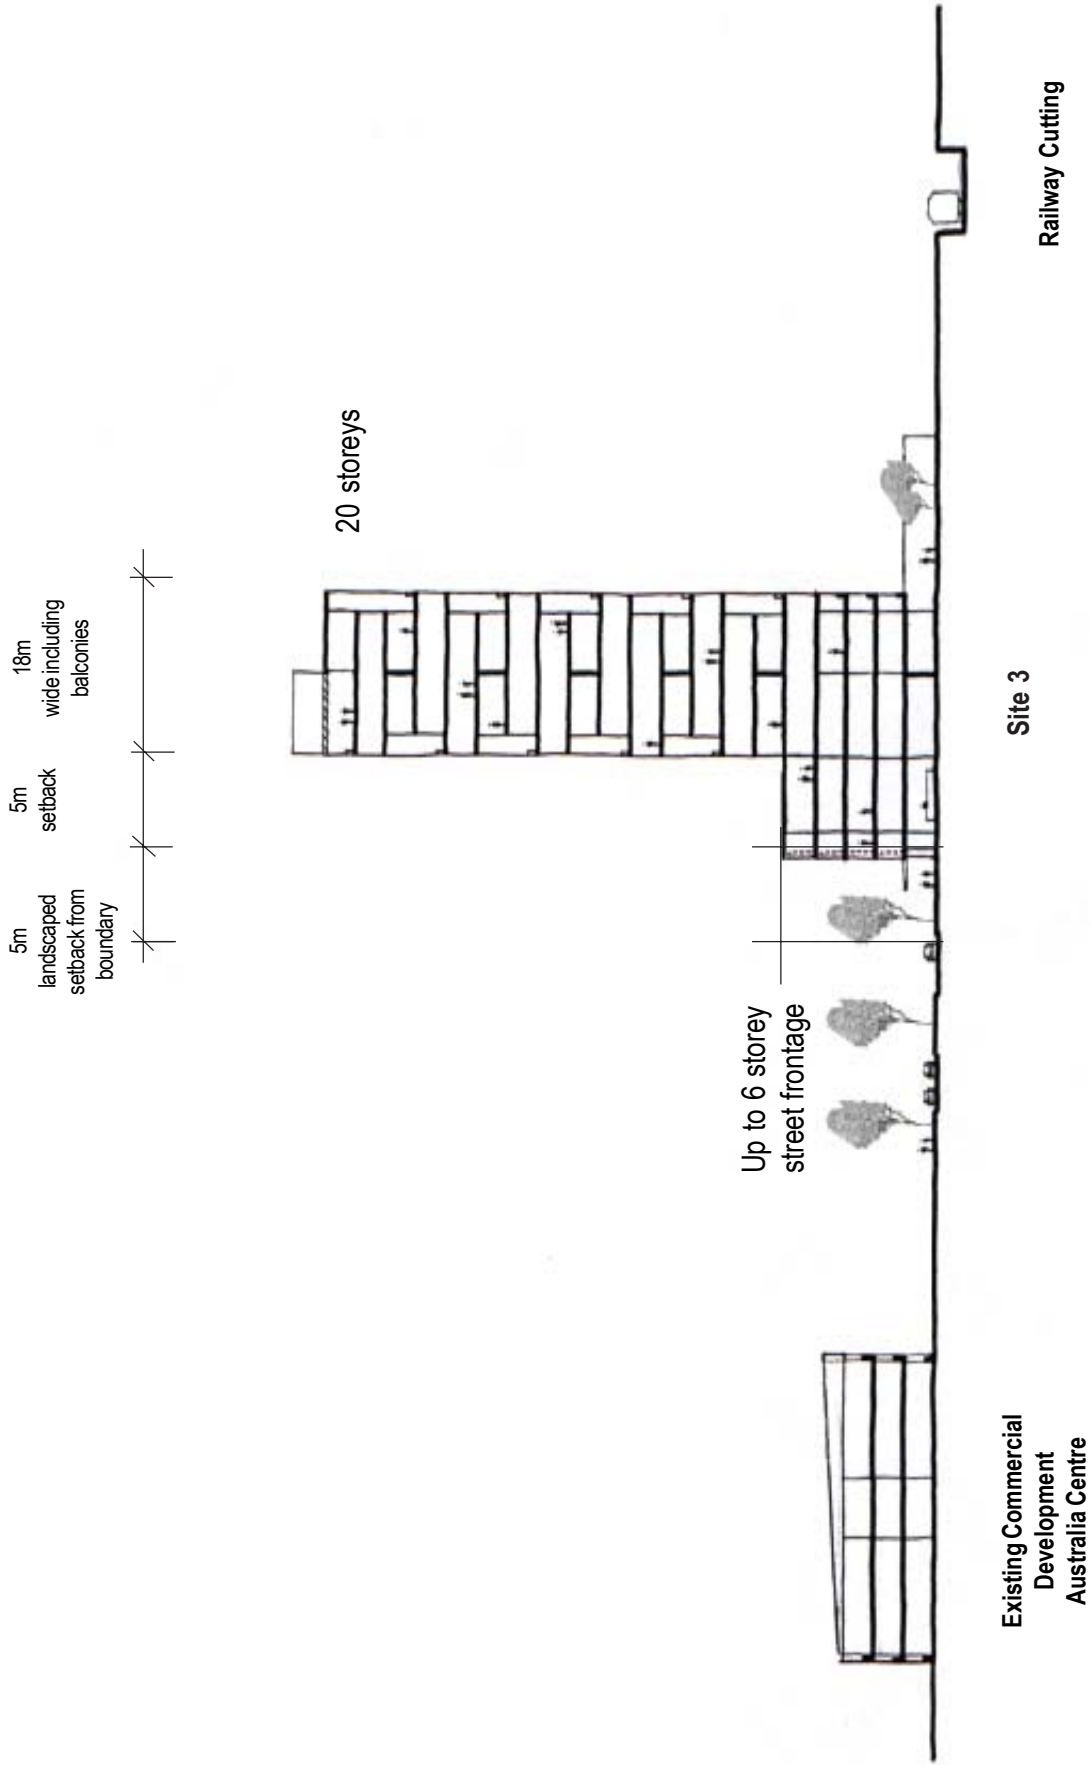 5m
landscaped
setback from
boundary
5m
setback
18m
wide including
balconies
20 storeys
Up to 6 storey
street frontage
Existing Commercial
Development
Australia Centre
Site 3
Railway Cutting